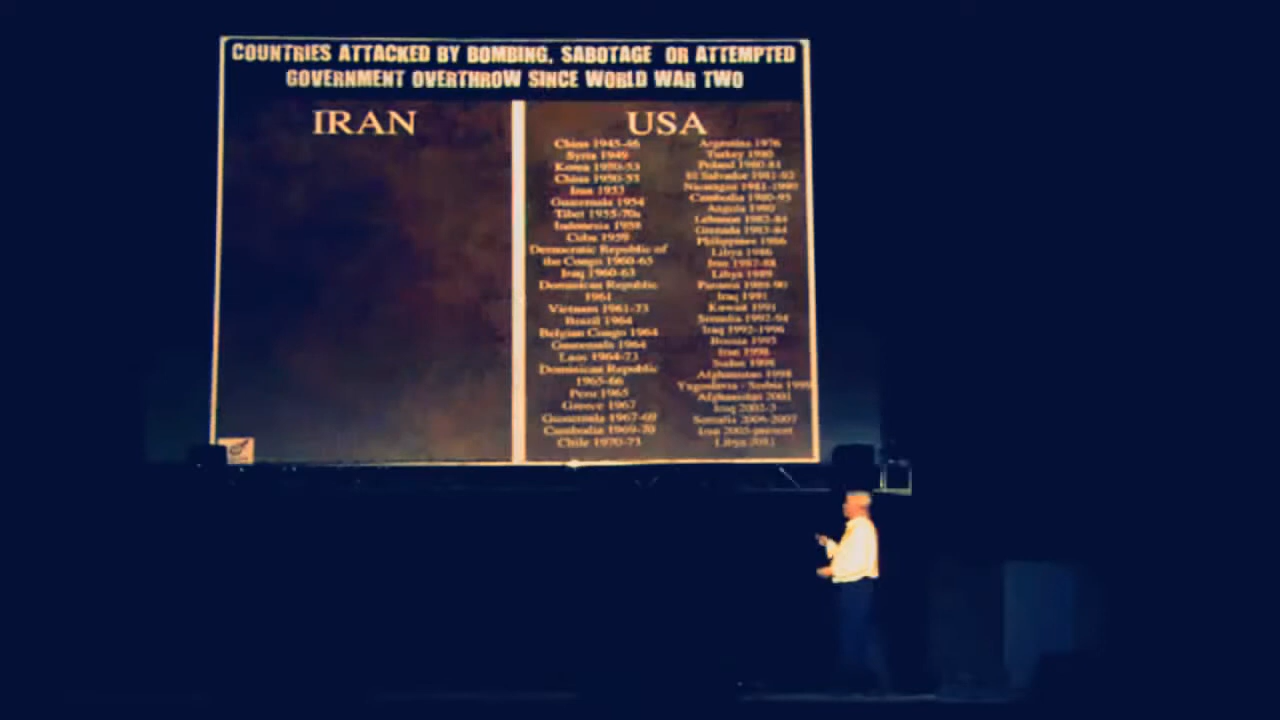 COUNTRIES ATTACKED BY BOMBING, SABOTAGE OR ATTEMPTED
GOVERNMENT OVERTHROW SINCE WORLD WAR TWO
IRAN
USA
China 1945-46
Syria 1949
Korea 1950-53
China 1950-53
Iran 1953
Guatemala 1954
Tibet 1955-70s
Indonesia 1958
Cuba 1959
Democratic Republic of
the Congo 1960-65
Iraq 1960-63
Dominican Republic
1961
Vietnam 1961-73
Brazil 1964
Belgian Congo 1964
Guatemala 1964
Laos 1964-73
Dominican Republic
1965-66
Peru 1965
Greece 1967
Guatemala 1967-69
Cambodia 1969-70
Chile 1970-73
Argentina 1976
Turkey 1980
Poland 1980-81
El Salvador 1981-92
Nicaragua 1981-1990
Cambodia 1980-95
Angola 1980
Lebanon 1982-84
Grenada 1983-84
Philippines 1986
Libya 1986
Iran 1987-88
Libya 1989
Panama 1989-90
Iraq 1991
Kuwait 1991
Somalia 1992-94
Iraq 1992-1996
Bosnia 1995
Iran 1998
Sudan 1998
Afghanistan 1998
Yugoslavia - Serbia 1999
Afghanistan 2001
Iraq 2002-3
Somalia 2006-2007
Iran 2005-present
Libya 2011